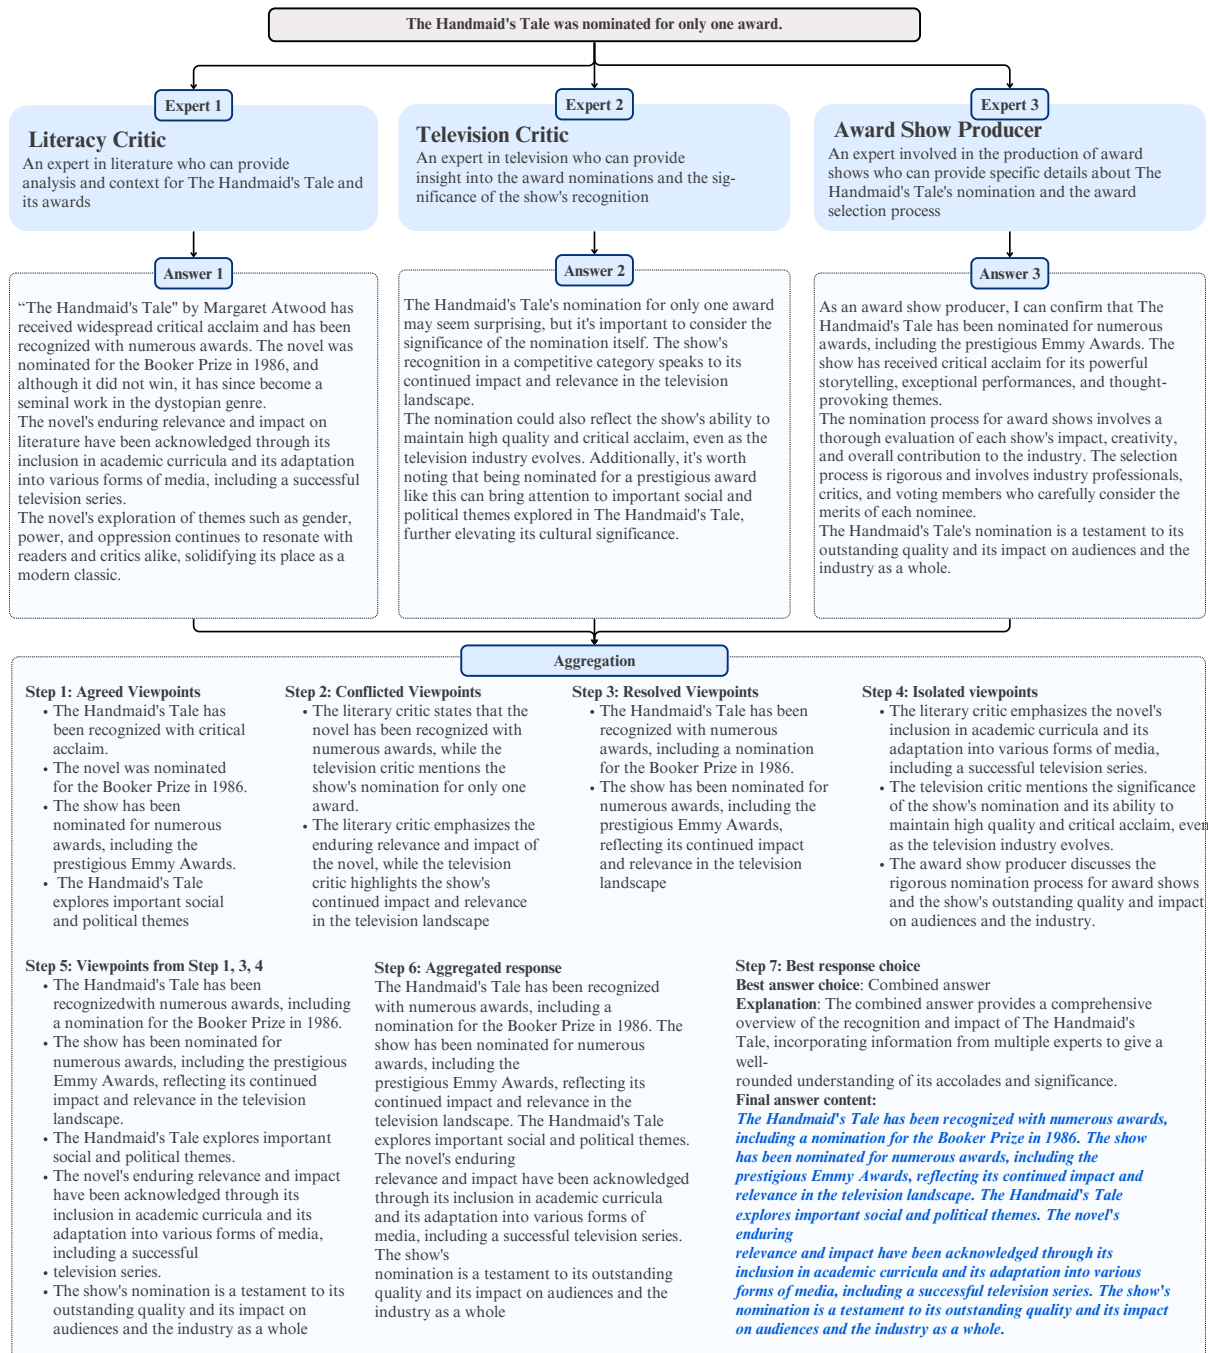 The Handmaid's Tale was nominated for only one award.
Expert 1
Literacy Critic
An expert in literature who can provide
analysis and context for The Handmaid's Tale and
its awards
Expert 2
Television Critic
An expert in television who can provide
insight into the award nominations and the sig-
nificance of the show's recognition
Expert 3
Award Show Producer
An expert involved in the production of award
shows who can provide specific details about The
Handmaid's Tale's nomination and the award
selection process
Answer 1
“The Handmaid's Tale" by Margaret Atwood has
received widespread critical acclaim and has been
recognized with numerous awards. The novel was
nominated for the Booker Prize in 1986, and
although it did not win, it has since become a
seminal work in the dystopian genre.
The novel's enduring relevance and impact on
literature have been acknowledged through its
inclusion in academic curricula and its adaptation
into various forms of media, including a successful
television series.
The novel's exploration of themes such as gender,
power, and oppression continues to resonate with
readers and critics alike, solidifying its place as a
modern classic.
Answer 2
The Handmaid's Tale's nomination for only one award
may seem surprising, but it's important to consider the
significance of the nomination itself. The show's
recognition in a competitive category speaks to its
continued impact and relevance in the television
landscape.
The nomination could also reflect the show's ability to
maintain high quality and critical acclaim, even as the
television industry evolves. Additionally, it's worth
noting that being nominated for a prestigious award
like this can bring attention to important social and
political themes explored in The Handmaid's Tale,
further elevating its cultural significance.
Answer 3
As an award show producer, I can confirm that The
Handmaid's Tale has been nominated for numerous
awards, including the prestigious Emmy Awards. The
show has received critical acclaim for its powerful
storytelling, exceptional performances, and thought-
provoking themes.
The nomination process for award shows involves a
thorough evaluation of each show's impact, creativity,
and overall contribution to the industry. The selection
process is rigorous and involves industry professionals,
critics, and voting members who carefully consider the
merits of each nominee.
The Handmaid's Tale's nomination is a testament to its
outstanding quality and its impact on audiences and the
industry as a whole.
Aggregation
Step 1: Agreed Viewpoints
• The Handmaid's Tale has
been recognized with critical
acclaim.
• The novel was nominated
for the Booker Prize in 1986.
• The show has been
nominated for numerous
awards, including the
prestigious Emmy Awards.
• The Handmaid's Tale
explores important social
and political themes
Step 2: Conflicted Viewpoints
• The literary critic states that the
novel has been recognized with
numerous awards, while the
television critic mentions the
show's nomination for only one
award.
• The literary critic emphasizes the
enduring relevance and impact of
the novel, while the television
critic highlights the show's
continued impact and relevance
in the television landscape
Step 3: Resolved Viewpoints
• The Handmaid's Tale has been
recognized with numerous
awards, including a nomination
for the Booker Prize in 1986.
• The show has been nominated for
numerous awards, including the
prestigious Emmy Awards,
reflecting its continued impact
and relevance in the television
landscape
Step 4: Isolated viewpoints
• The literary critic emphasizes the novel's
inclusion in academic curricula and its
adaptation into various forms of media,
including a successful television series.
• The television critic mentions the significance
of the show's nomination and its ability to
maintain high quality and critical acclaim, even
as the television industry evolves.
• The award show producer discusses the
rigorous nomination process for award shows
and the show's outstanding quality and impact
on audiences and the industry.
Step 5: Viewpoints from Step 1, 3, 4
• The Handmaid's Tale has been
recognizedwith numerous awards, including
a nomination for the Booker Prize in 1986.
• The show has been nominated for
numerous awards, including the prestigious
Emmy Awards, reflecting its continued
impact and relevance in the television
landscape.
• The Handmaid's Tale explores important
social and political themes.
• The novel's enduring relevance and impact
have been acknowledged through its
inclusion in academic curricula and its
adaptation into various forms of media,
including a successful
• television series.
• The show's nomination is a testament to its
outstanding quality and its impact on
audiences and the industry as a whole
Step 6: Aggregated response
The Handmaid's Tale has been recognized
with numerous awards, including a
nomination for the Booker Prize in 1986. The
show has been nominated for numerous
awards, including the
prestigious Emmy Awards, reflecting its
continued impact and relevance in the
television landscape. The Handmaid's Tale
explores important social and political themes.
The novel's enduring
relevance and impact have been acknowledged
through its inclusion in academic curricula
and its adaptation into various forms of
media, including a successful television series.
The show's
nomination is a testament to its outstanding
quality and its impact on audiences and the
industry as a whole
Step 7: Best response choice
Best answer choice: Combined answer
Explanation: The combined answer provides a comprehensive
overview of the recognition and impact of The Handmaid's
Tale, incorporating information from multiple experts to give a
well-
rounded understanding of its accolades and significance.
Final answer content:
The Handmaid's Tale has been recognized with numerous awards,
including a nomination for the Booker Prize in 1986. The show
has been nominated for numerous awards, including the
prestigious Emmy Awards, reflecting its continued impact and
relevance in the television landscape. The Handmaid's Tale
explores important social and political themes. The novel's
enduring
relevance and impact have been acknowledged through its
inclusion in academic curricula and its adaptation into various
forms of media, including a successful television series. The show's
nomination is a testament to its outstanding quality and its impact
on audiences and the industry as a whole.